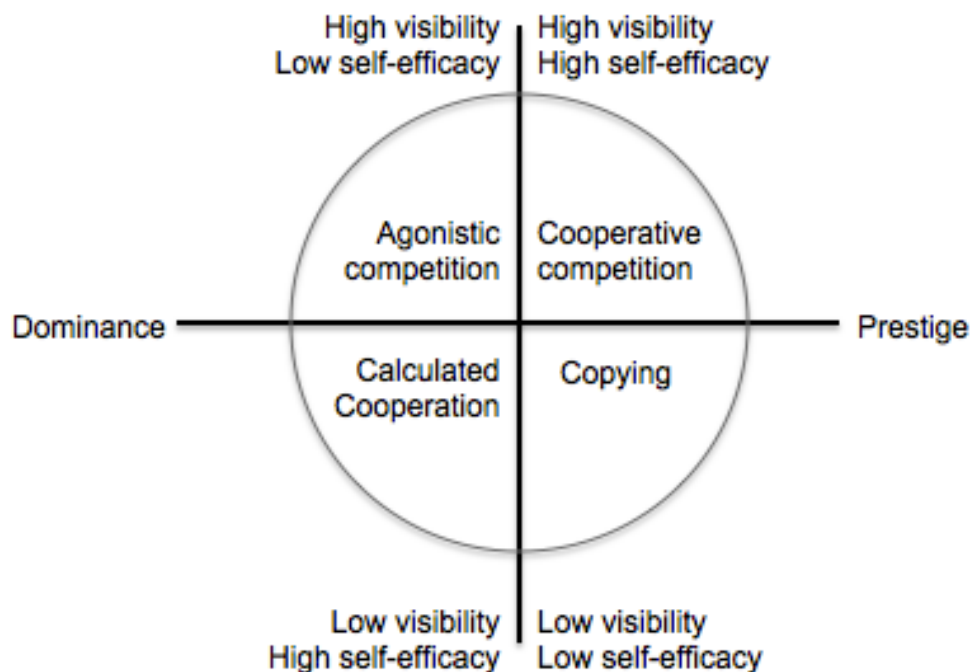 High visibility
Low self-efficacy
High visibility
High self-efficacy
Agonistic
competition
Cooperative
competition
Dominance
Prestige
Calculated
Cooperation
Copying
Low visibility
High self-efficacy
Low visibility
Low self-efficacy